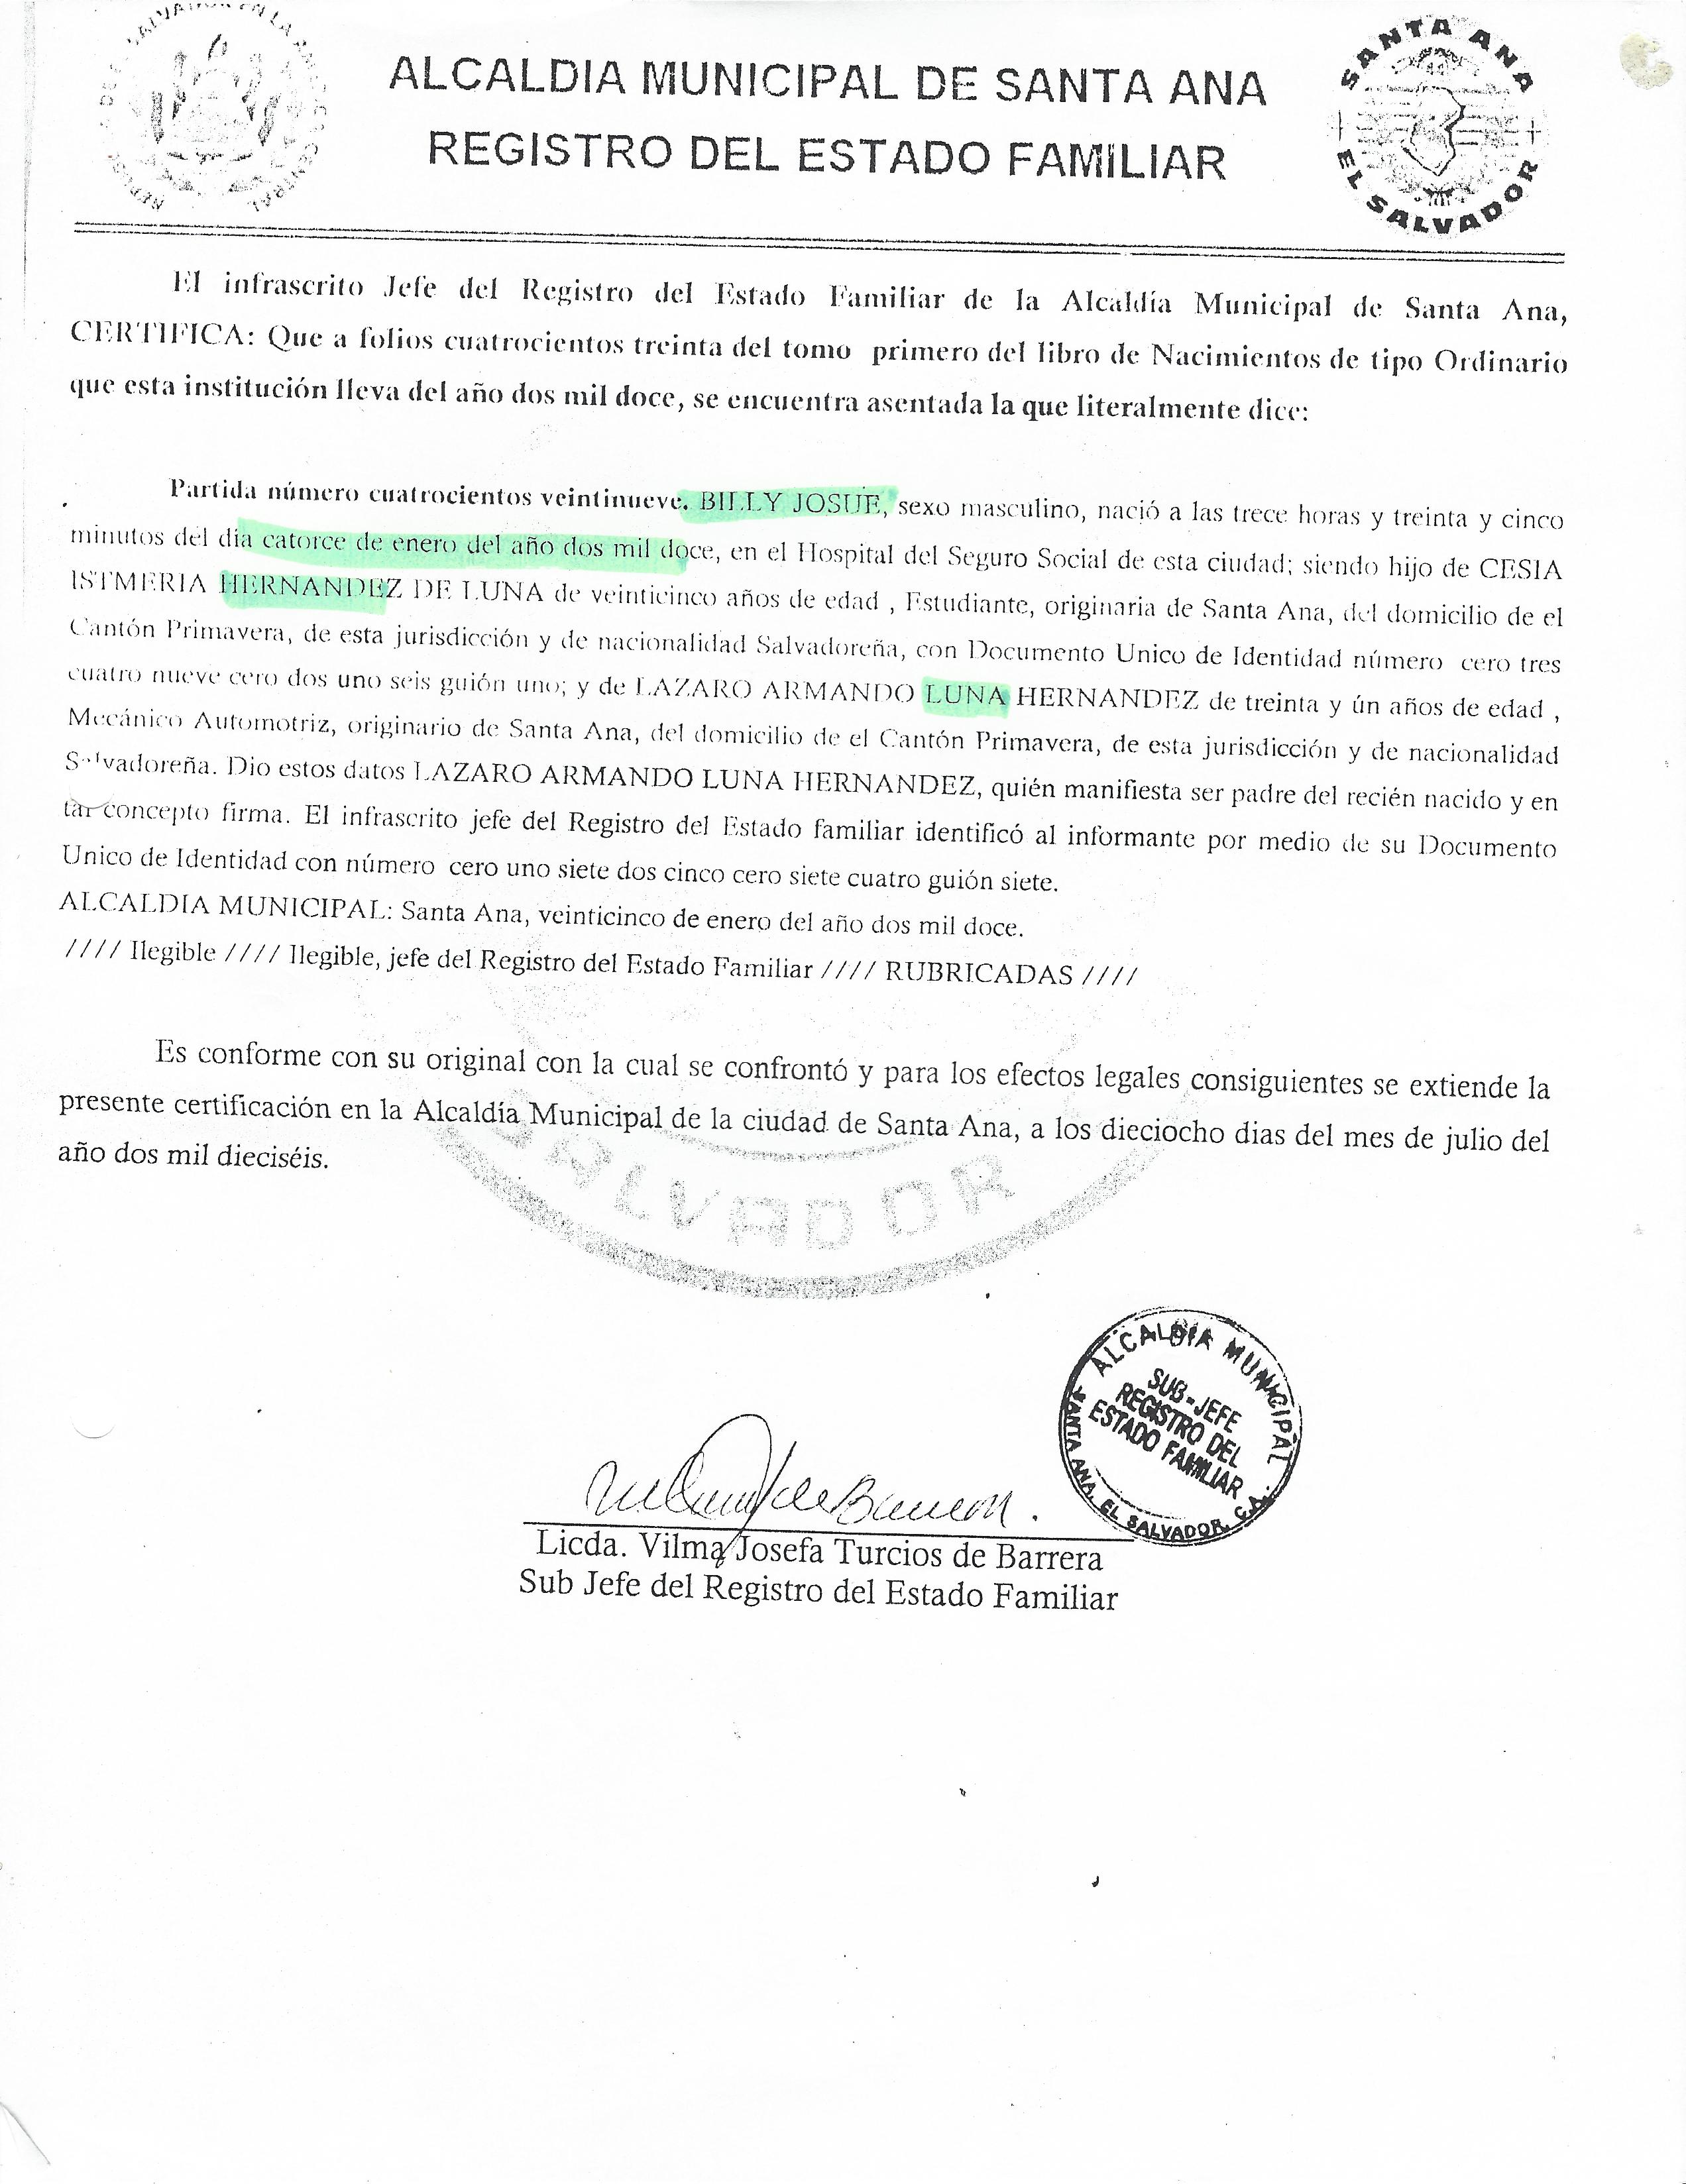 ALCALDIA MUNICIPAL DE SANTA ANA
REGISTRO DEL ESTADO FAMILIAR
SANTA ANA
EL SALVADOR
El infrascrito Jefe del Registro del Estado Familiar de la Alcaldía Municipal de Santa Ana,
CERTIFICA: Que a folios cuatrocientos treinta del tomo primero del libro de Nacimientos de tipo Ordinario
que esta institución lleva del año dos mil doce, se encuentra asentada la que literalmente dice:
Partida número cuatrocientos veintinueve. BILLY JOSUE, sexo masculino, nació a las trece horas y treinta y cinco
minutos del día catorce de enero del año dos mil doce, en el Hospital del Seguro Social de esta ciudad; siendo hijo de CESIA
ISTMERIA HERNANDEZ DE LUNA de veinticinco años de edad , Estudiante, originaria de Santa Ana, del domicilio de el
Cantón Primavera, de esta jurisdicción y de nacionalidad Salvadoreña, con Documento Unico de Identidad número cero tres
cuatro nueve cero dos uno seis guión uno; y de LAZARO ARMANDO LUNA HERNANDEZ de treinta y ún años de edad ,
Mecánico Automotriz, originario de Santa Ana, del domicilio de el Cantón Primavera, de esta jurisdicción y de nacionalidad
Salvadoreña. Dio estos datos LAZARO ARMANDO LUNA HERNANDEZ, quién manifiesta ser padre del recién nacido y en
tal concepto firma. El infrascrito jefe del Registro del Estado familiar identificó al informante por medio de su Documento
Unico de Identidad con número cero uno siete dos cinco cero siete cuatro guión siete.
ALCALDIA MUNICIPAL: Santa Ana, veinticinco de enero del año dos mil doce.
//// Ilegible //// Ilegible, jefe del Registro del Estado Familiar //// RUBRICADAS ////
Es conforme con su original con la cual se confrontó y para los efectos legales consiguientes se extiende la
presente certificación en la Alcaldía Municipal de la ciudad de Santa Ana, a los dieciocho dias del mes de julio del
año dos mil dieciséis.
SALVADOR
ALCALDIA MUNICIPAL
SUB-JEFE
REGISTRO DEL
ESTADO FAMILIAR
SANTA ANA, EL SALVADOR, C.A.
Licda. Vilma Josefa Turcios de Barrera
Sub Jefe del Registro del Estado Familiar